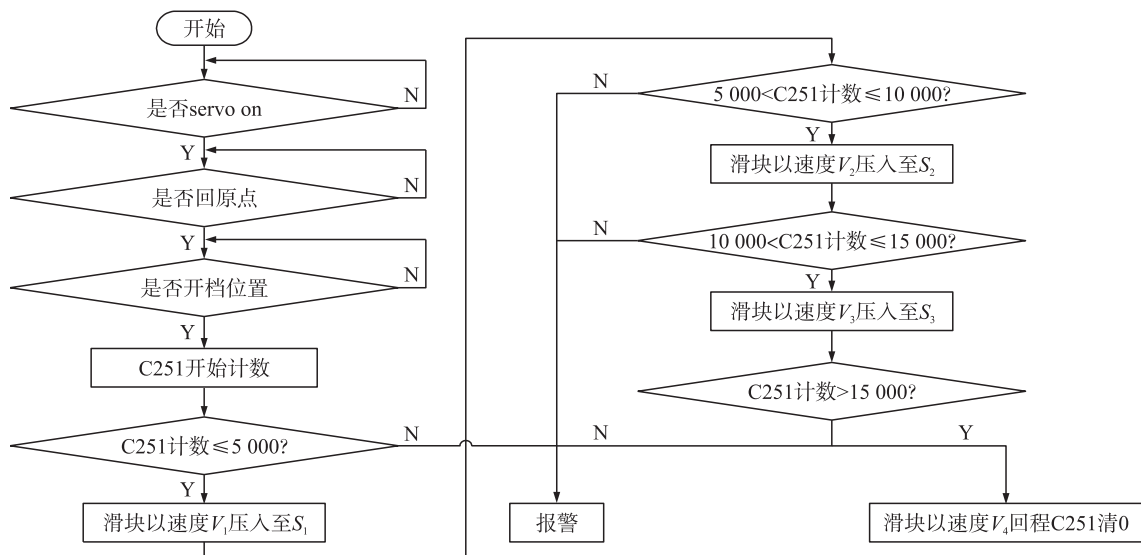 开始
是否servo on
N
Y
是否回原点
N
Y
是否开档位置
N
Y
C251开始计数
C251计数≤5 000?
N
Y
滑块以速度V₁压入至S₁
5 000<C251计数≤10 000?
N
Y
滑块以速度V₂压入至S₂
10 000<C251计数≤15 000?
N
Y
滑块以速度V₃压入至S₃
C251计数>15 000?
N
Y
报警
滑块以速度V₄回程C251清0